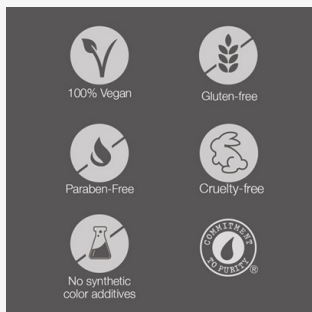 100% Vegan
Gluten-free
Paraben-Free
Cruelty-free
No synthetic
color additives
COMMITMENT
TO PURITY
®